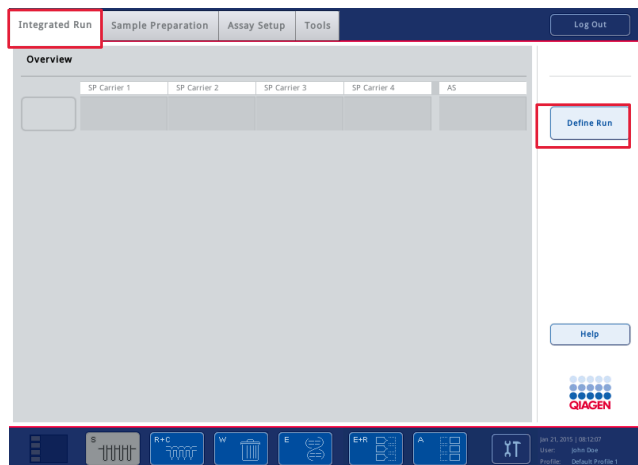 Integrated Run Sample Preparation Assay Setup Tools Log Out
Overview
SP Carrier 1 SP Carrier 2 SP Carrier 3 SP Carrier 4 AS
Define Run
Help
QIAGEN
S R+C W E E+R A
Jan 21, 2015 | 08:12:07
User: John Doe
Profile: Default Profile 1